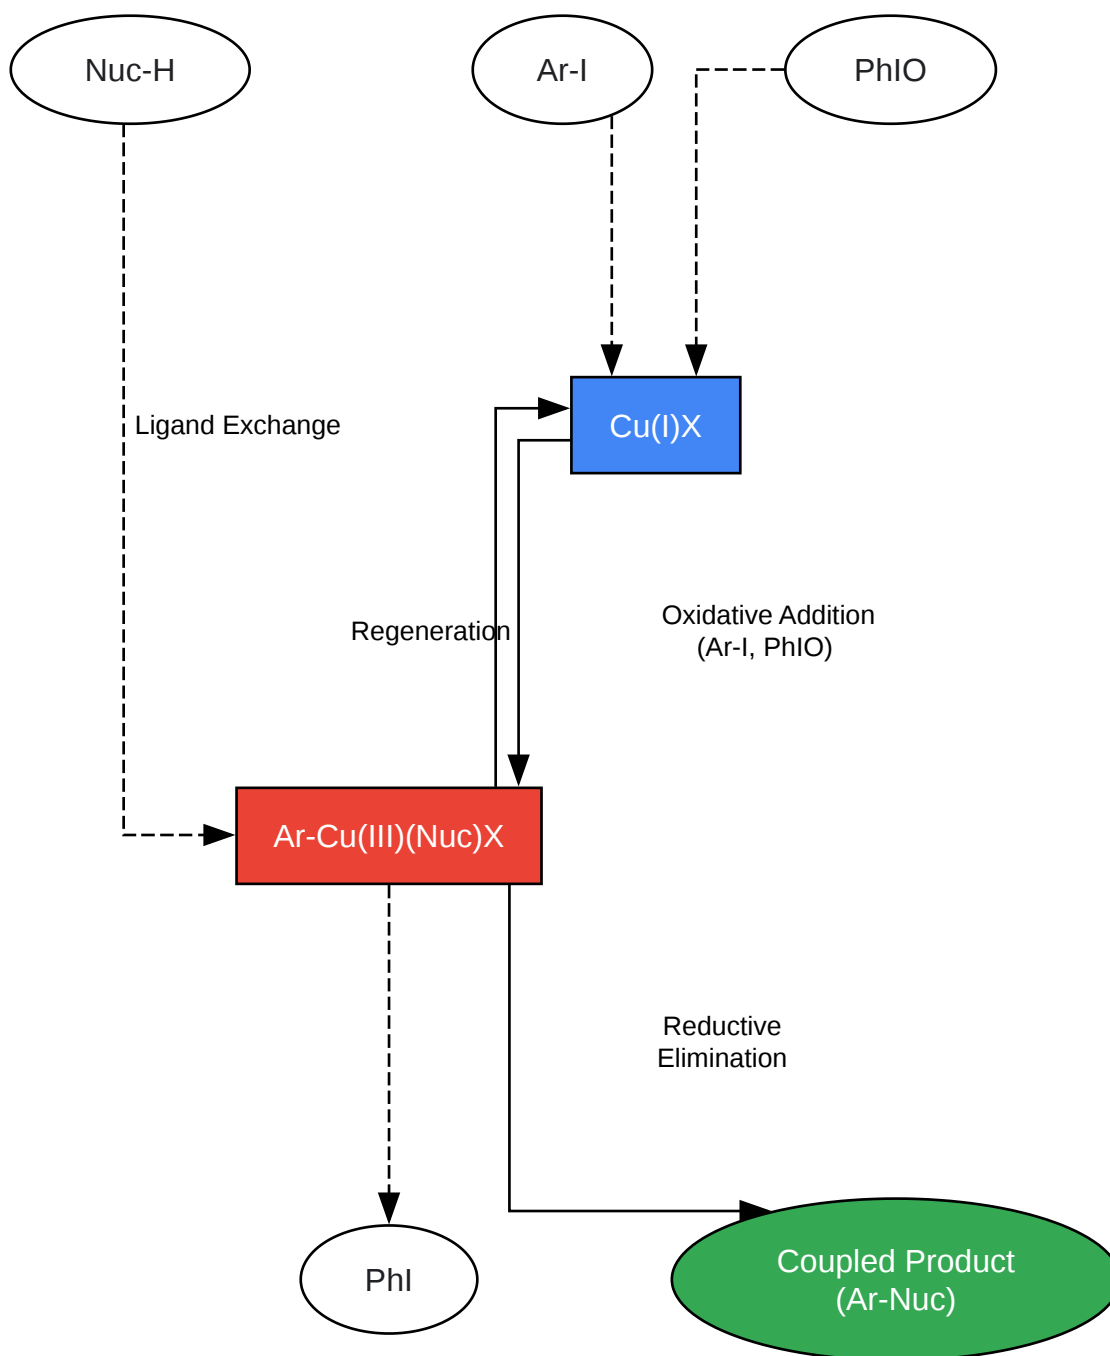 Nuc-H
Ar-I
PhIO
Ligand Exchange
Cu(I)X
Regeneration
Oxidative Addition
(Ar-I, PhIO)
Ar-Cu(III)(Nuc)X
Reductive
Elimination
PhI
Coupled Product
(Ar-Nuc)